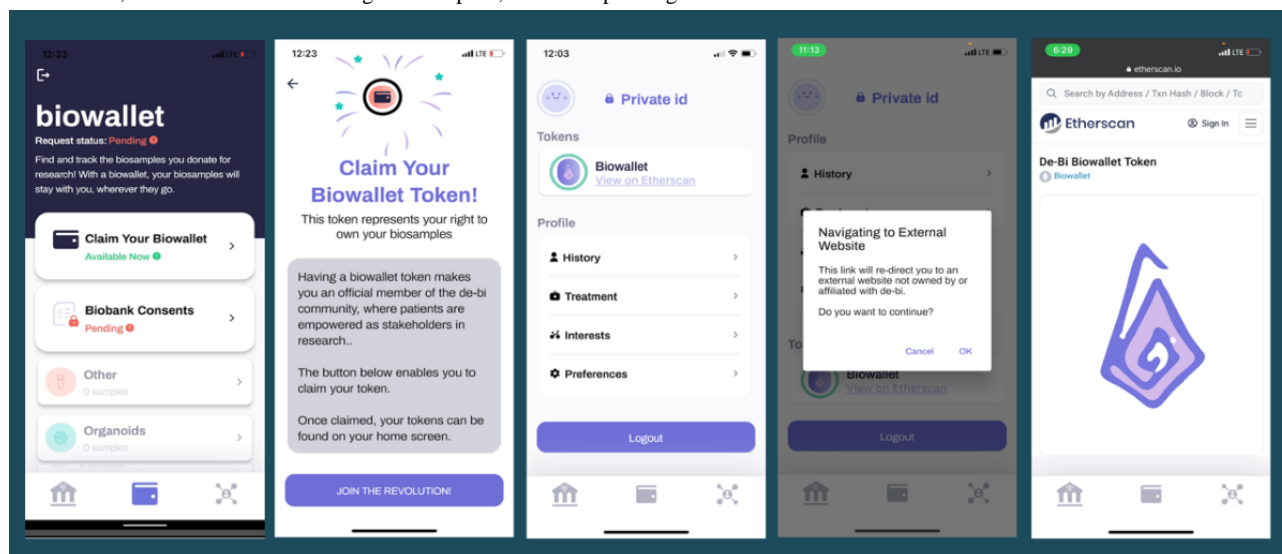 12:23 LTE
biowallet
Request status: Pending
Find and track the biosamples you donate for
research! With a biowallet, your biosamples will
stay with you, wherever they go.
Claim Your Biowallet
Available Now
Biobank Consents
Pending
Other
0 samples
Organoids
0 samples
12:23 LTE
Claim Your
Biowallet Token!
This token represents your right to
own your biosamples
Having a biowallet token makes
you an official member of the de-bi
community, where patients are
empowered as stakeholders in
research..
The button below enables you to
claim your token.
Once claimed, your tokens can be
found on your home screen.
JOIN THE REVOLUTION!
12:03
Private id
Tokens
Biowallet
View on Etherscan
Profile
History
Treatment
Interests
Preferences
Logout
11:13 LTE
Private id
Profile
History
Navigating to External
Website
This link will re-direct you to an
external website not owned by or
affiliated with de-bi.
Do you want to continue?
Cancel OK
To
Biowallet
View on Etherscan
Logout
6:29 LTE
etherscan.io
Search by Address / Txn Hash / Block / Tc
Etherscan Sign In
De-Bi Biowallet Token
Biowallet